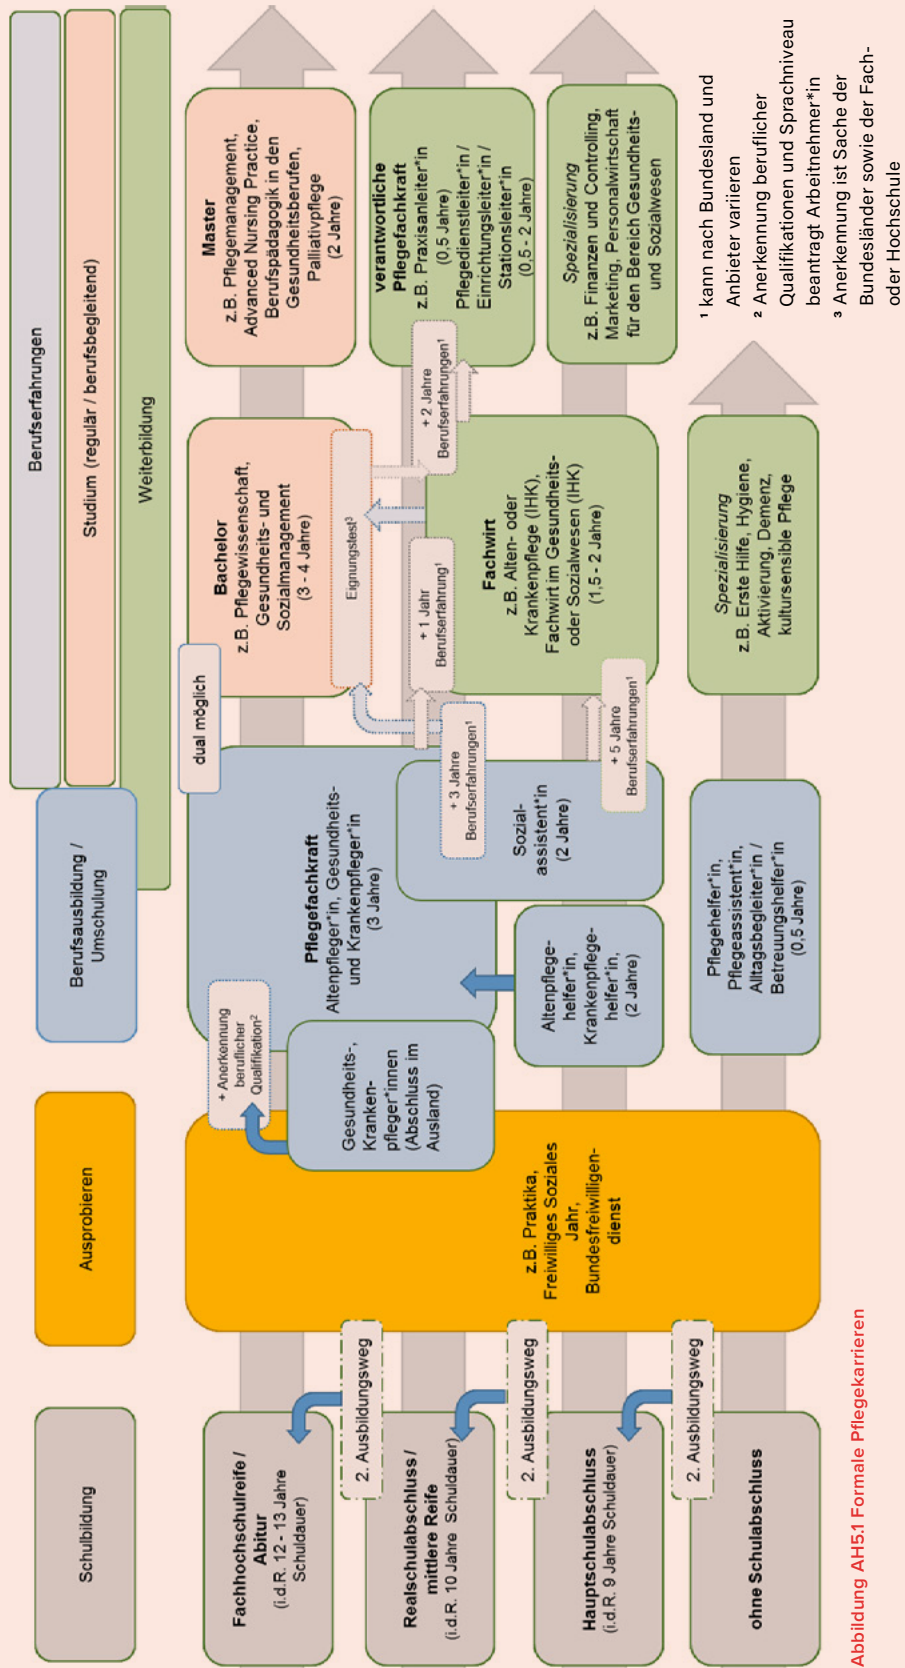 Berufserfahrungen
Studium (regulär / berufsbegleitend)
Weiterbildung
Schulbildung
Ausprobieren
Berufsausbildung /
Umschulung
Fachhochschulreife /
Abitur
(i.d.R. 12 - 13 Jahre
Schuldauer)
2. Ausbildungsweg
Realschulabschluss /
mittlere Reife
(i.d.R. 10 Jahre Schuldauer)
2. Ausbildungsweg
Hauptschulabschluss
(i.d.R. 9 Jahre Schuldauer)
2. Ausbildungsweg
ohne Schulabschluss
z.B. Praktika,
Freiwilliges Soziales
Jahr,
Bundesfreiwilligen-
dienst
+ Anerkennung
beruflicher
Qualifikation²
Gesundheits-,
Kranken-
pfleger*innen
(Abschluss im
Ausland)
Pflegefachkraft
Altenpfleger*in, Gesundheits-
und Krankenpfleger*in
(3 Jahre)
Altenpflege-
helfer*in,
Krankenpflege-
helfer*in,
(2 Jahre)
Sozial-
assistent*in
(2 Jahre)
Pflegehelfer*in,
Pflegeassistent*in,
Alltagsbegleiter*in /
Betreuungshelfer*in
(0,5 Jahre)
dual möglich
+ 3 Jahre
Berufserfahrungen¹
+ 5 Jahre
Berufserfahrungen¹
Bachelor
z.B. Pflegewissenschaft,
Gesundheits- und
Sozialmanagement
(3 - 4 Jahre)
Eignungstest³
+ 1 Jahr
Berufserfahrung¹
+ 2 Jahre
Berufserfahrungen¹
Fachwirt
z.B. Alten- oder
Krankenpflege (IHK),
Fachwirt im Gesundheits-
oder Sozialwesen (IHK)
(1,5 - 2 Jahre)
Spezialisierung
z.B. Erste Hilfe, Hygiene,
Aktivierung, Demenz,
kultursensible Pflege
Master
z.B. Pflegemanagement,
Advanced Nursing Practice,
Berufspädagogik in den
Gesundheitsberufen,
Palliativpflege
(2 Jahre)
verantwortliche
Pflegefachkraft
z.B. Praxisanleiter*in
(0,5 Jahre)
Pflegedienstleiter*in /
Einrichtungsleiter*in /
Stationsleiter*in
(0,5 - 2 Jahre)
Spezialisierung
z.B. Finanzen und Controlling,
Marketing, Personalwirtschaft
für den Bereich Gesundheits-
und Sozialwesen
¹ kann nach Bundesland und
Anbieter variieren
² Anerkennung beruflicher
Qualifikationen und Sprachniveau
beantragt Arbeitnehmer*in
³ Anerkennung ist Sache der
Bundesländer sowie der Fach-
oder Hochschule
Abbildung AH5.1 Formale Pflegekarrieren